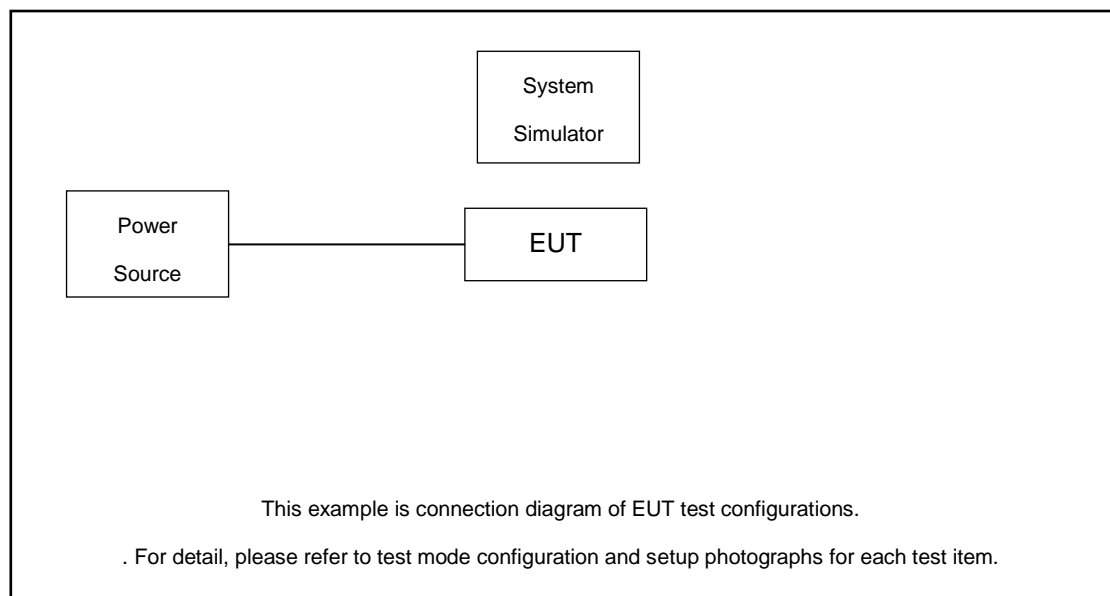 System
Simulator
Power
Source
EUT
This example is connection diagram of EUT test configurations.
. For detail, please refer to test mode configuration and setup photographs for each test item.